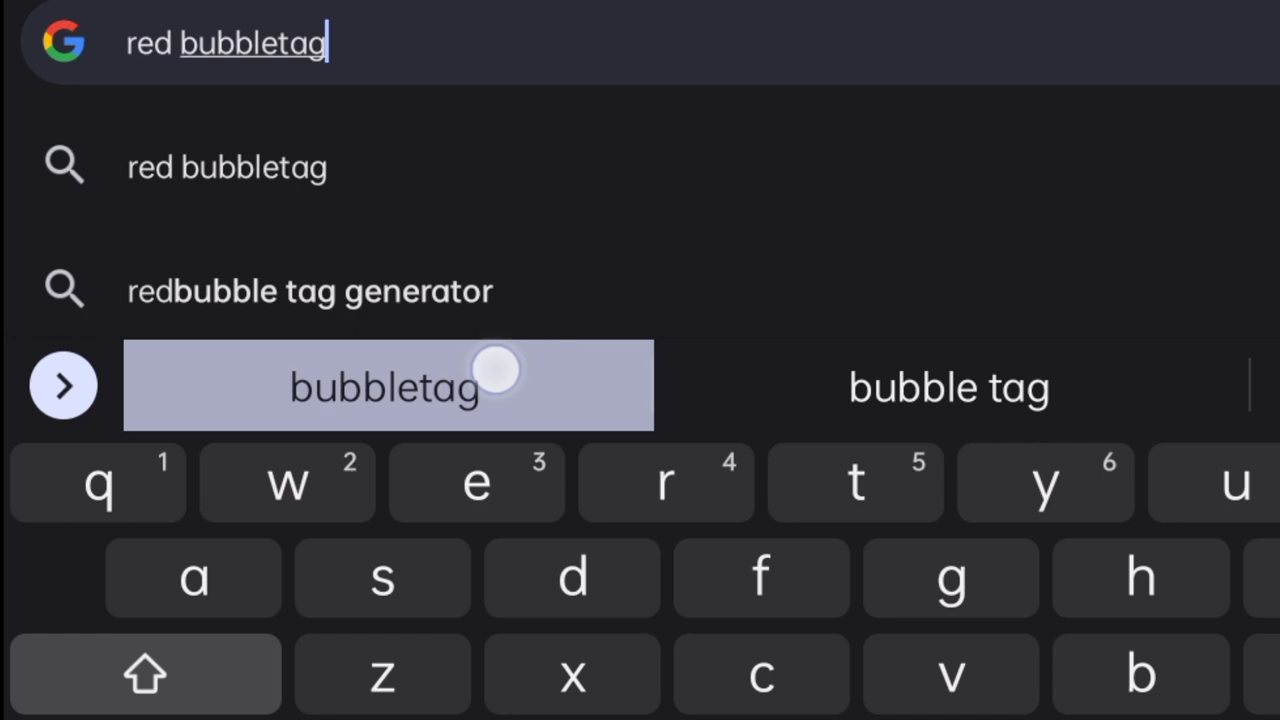 red bubbletag
red bubbletag
redbubble tag generator
bubbletag bubble tag
q 1 w 2 e 3 r 4 t 5 y 6 u
a s d f g h
z x c v b